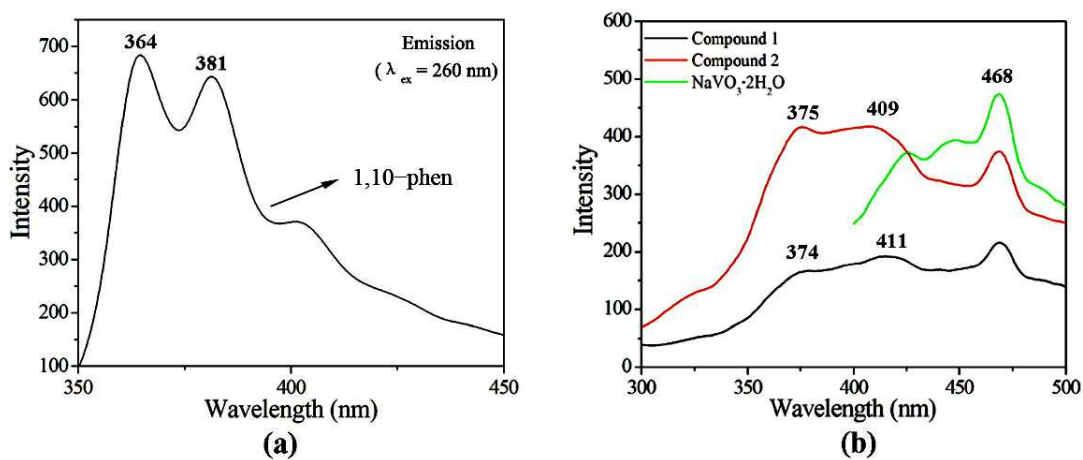 700
600
500
400
300
200
100
Intensity
364
381
Emission
( λ ex = 260 nm)
1,10−phen
350
400
450
Wavelength (nm)
(a)
600
500
400
300
200
100
0
Intensity
Compound 1
Compound 2
NaVO3-2H2O
468
375
409
374
411
300
350
400
450
500
Wavelength (nm)
(b)